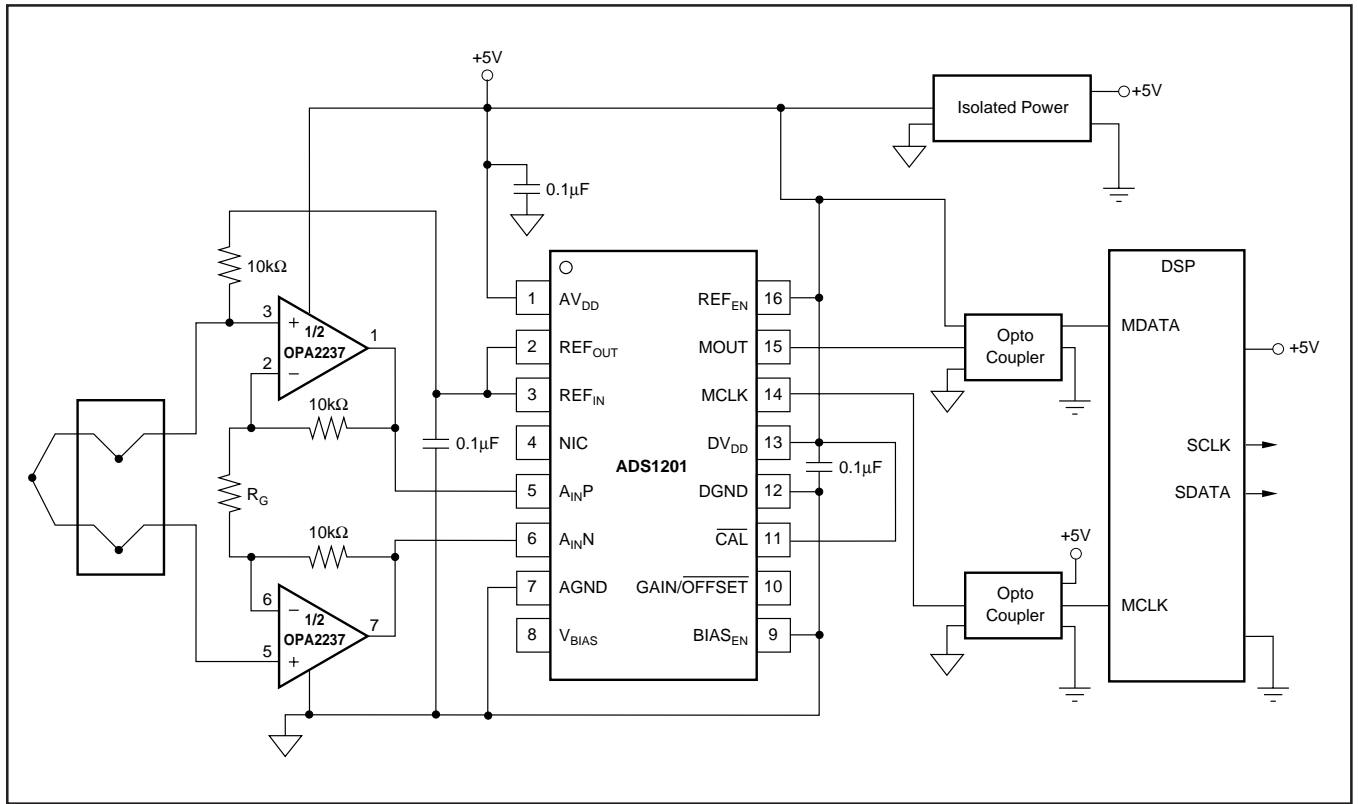 +5V
Isolated Power
+5V
0.1µF
10kΩ
3
+
1/2
OPA2237
1
2
–
10kΩ
RG
10kΩ
6
–
1/2
OPA2237
7
5
+
0.1µF
ADS1201
1 AVDD
2 REFOUT
3 REFIN
4 NIC
5 AINP
6 AINN
7 AGND
8 VBIAS
REFEN 16
MOUT 15
MCLK 14
DVDD 13
DGND 12
CAL 11
GAIN/OFFSET 10
BIASEN 9
0.1µF
Opto
Coupler
+5V
Opto
Coupler
DSP
MDATA
+5V
SCLK
SDATA
MCLK